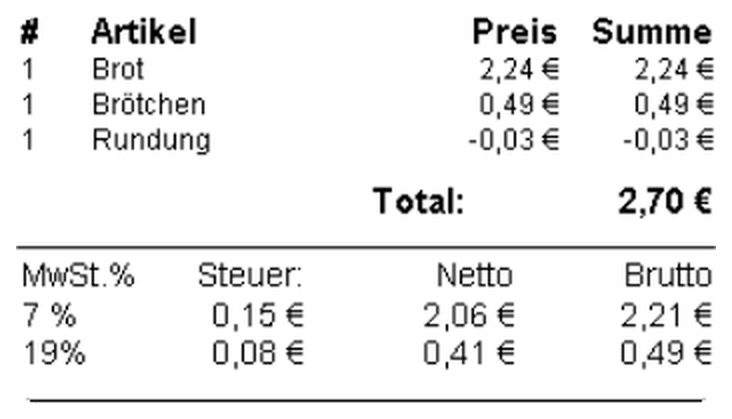 # Artikel Preis Summe
1 Brot 2,24 € 2,24 €
1 Brötchen 0,49 € 0,49 €
1 Rundung -0,03 € -0,03 €
Total: 2,70 €
MwSt.% Steuer: Netto Brutto
7 % 0,15 € 2,06 € 2,21 €
19% 0,08 € 0,41 € 0,49 €